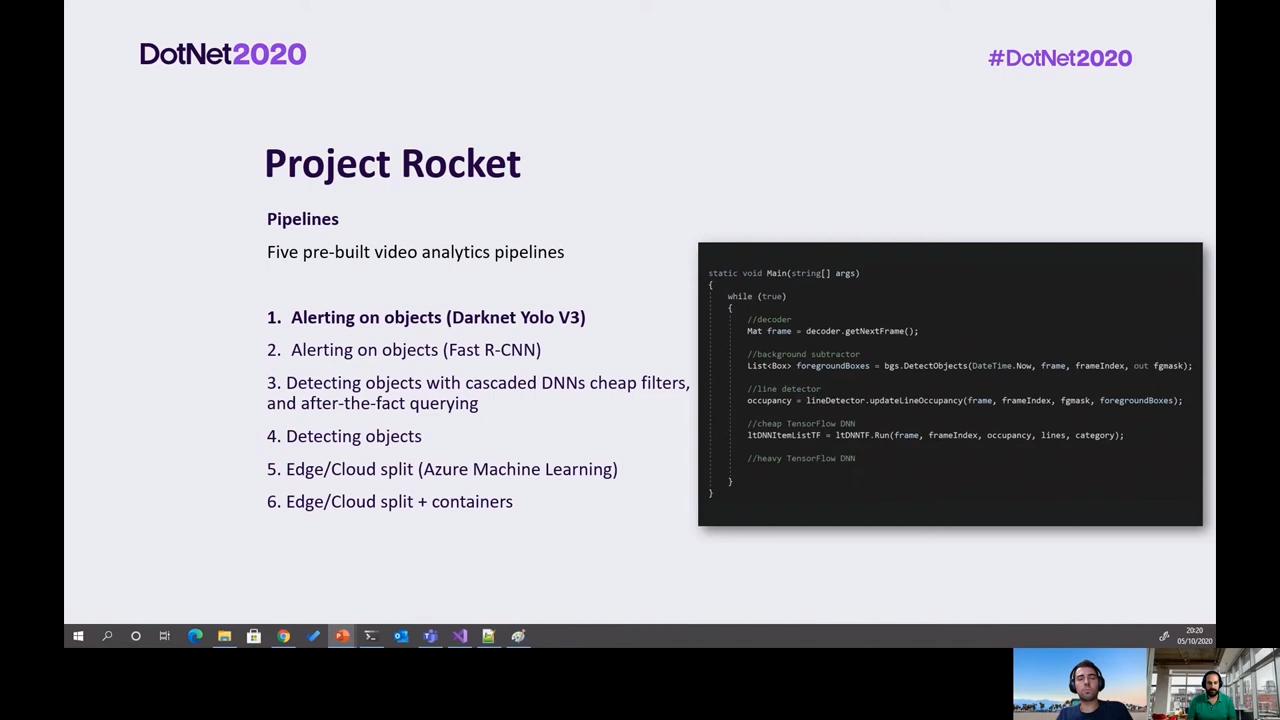 DotNet2020
#DotNet2020
Project Rocket
Pipelines
Five pre-built video analytics pipelines
1. Alerting on objects (Darknet Yolo V3)
2. Alerting on objects (Fast R-CNN)
3. Detecting objects with cascaded DNNs cheap filters,
and after-the-fact querying
4. Detecting objects
5. Edge/Cloud split (Azure Machine Learning)
6. Edge/Cloud split + containers
static void Main(string[] args)
{
while (true)
{
//decoder
Mat frame = decoder.getNextFrame();
//background subtractor
List<Box> foregroundBoxes = bgs.DetectObjects(DateTime.Now, frame, frameIndex, out fgmask);
//line detector
occupancy = lineDetector.updateLineOccupancy(frame, frameIndex, fgmask, foregroundBoxes);
//cheap TensorFlow DNN
ltDNNItemListTF = ltDNNTF.Run(frame, frameIndex, occupancy, lines, category);
//heavy TensorFlow DNN
}
}
20:20
05/10/2020